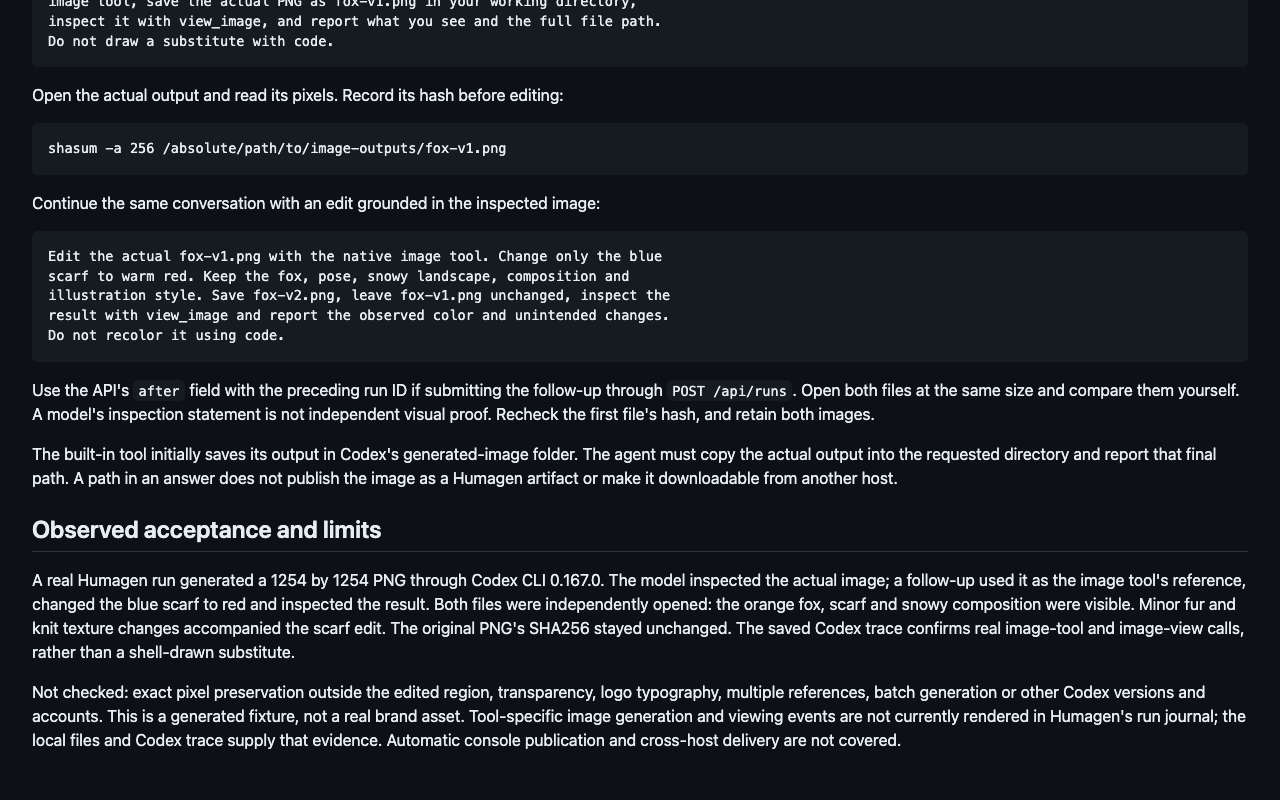 image tool, save the actual PNG as fox-v1.png in your working directory,
inspect it with view_image, and report what you see and the full file path.
Do not draw a substitute with code.
Open the actual output and read its pixels. Record its hash before editing:
shasum -a 256 /absolute/path/to/image-outputs/fox-v1.png
Continue the same conversation with an edit grounded in the inspected image:
Edit the actual fox-v1.png with the native image tool. Change only the blue
scarf to warm red. Keep the fox, pose, snowy landscape, composition and
illustration style. Save fox-v2.png, leave fox-v1.png unchanged, inspect the
result with view_image and report the observed color and unintended changes.
Do not recolor it using code.
Use the API's after field with the preceding run ID if submitting the follow-up through POST /api/runs. Open both files at the same size and compare them yourself.
A model's inspection statement is not independent visual proof. Recheck the first file's hash, and retain both images.
The built-in tool initially saves its output in Codex's generated-image folder. The agent must copy the actual output into the requested directory and report that final
path. A path in an answer does not publish the image as a Humagen artifact or make it downloadable from another host.
Observed acceptance and limits
A real Humagen run generated a 1254 by 1254 PNG through Codex CLI 0.167.0. The model inspected the actual image; a follow-up used it as the image tool's reference,
changed the blue scarf to red and inspected the result. Both files were independently opened: the orange fox, scarf and snowy composition were visible. Minor fur and
knit texture changes accompanied the scarf edit. The original PNG's SHA256 stayed unchanged. The saved Codex trace confirms real image-tool and image-view calls,
rather than a shell-drawn substitute.
Not checked: exact pixel preservation outside the edited region, transparency, logo typography, multiple references, batch generation or other Codex versions and
accounts. This is a generated fixture, not a real brand asset. Tool-specific image generation and viewing events are not currently rendered in Humagen's run journal; the
local files and Codex trace supply that evidence. Automatic console publication and cross-host delivery are not covered.